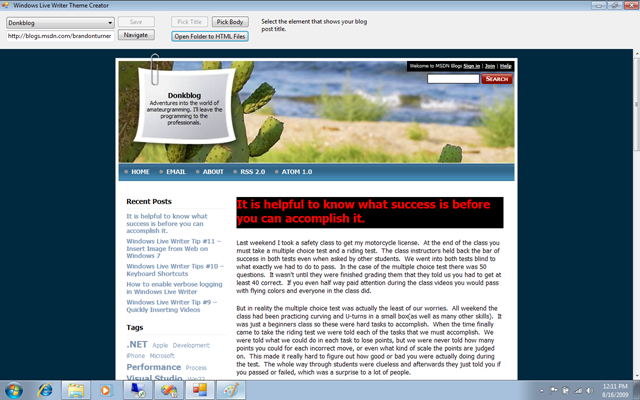 Windows Live Writer Theme Creator
Donkblog
Save
Pick Title
Pick Body
Select the element that shows your blog
post title.
http://blogs.msdn.com/brandonturner
Navigate
Open Folder to HTML Files
Welcome to MSDN Blogs Sign in | Join | Help
SEARCH
Donkblog
Adventures into the world of
amateurgramming. I'll leave
the programming to the
professionals.
HOME
EMAIL
ABOUT
RSS 2.0
ATOM 1.0
Recent Posts
It is helpful to know what
success is before you can
accomplish it.
Windows Live Writer Tip #11 –
Insert Image from Web on
Windows 7
Windows Live Writer Tips #10 –
Keyboard Shortcuts
How to enable verbose logging
in Windows Live Writer
Windows Live Writer Tip #9 –
Quickly Inserting Videos
Tags
.NET Apple Development
iPhone Microsoft
Performance Process
Visual Studio Win32
It is helpful to know what success is before
you can accomplish it.
Last weekend I took a safety class to get my motorcycle license. At the end of the class you
must take a multiple choice test and a riding test. The class instructors held back the bar of
success in both tests even when asked by other students. We went into both tests blind to
what exactly we had to do to pass. In the case of the multiple choice test there was 50
questions. It wasn't until they were finished grading them that they told us you had to get at
least 40 correct. If you even half way paid attention during the class videos you would pass
with flying colors and everyone in the class did.
But in reality the multiple choice test was actually the least of our worries. All weekend the
class had been practicing curving and U-turns in a small box(as well as many other skills). It
was just a beginners class so these were hard tasks to accomplish. When the time finally
came to take the riding test we were told each of the tasks that we must accomplish. We
were told what we could do in each task to lose points, but we were never told how many
points you could for each incorrect move, or even what kind of scale the points are judged
on. This made it really hard to figure out how good or bad you were actually doing during
the test. The whole way through students were clueless and afterwards they just told you if
you passed or failed, which was a surprise to a lot of people.
12:11 PM
8/16/2009